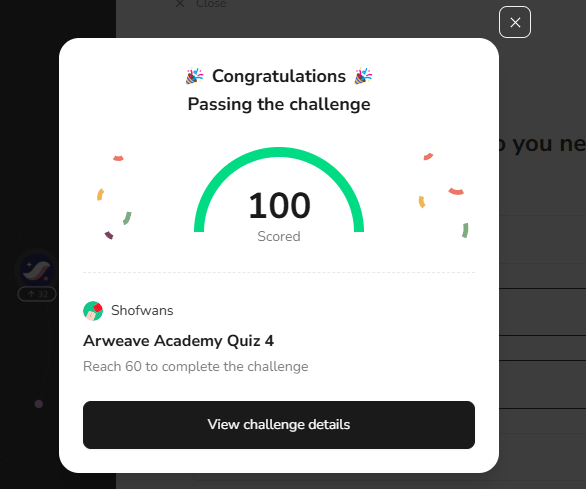 Close
🎉 Congratulations 🎉
Passing the challenge
100
Scored
Shofwans
Arweave Academy Quiz 4
Reach 60 to complete the challenge
View challenge details
you ne
32